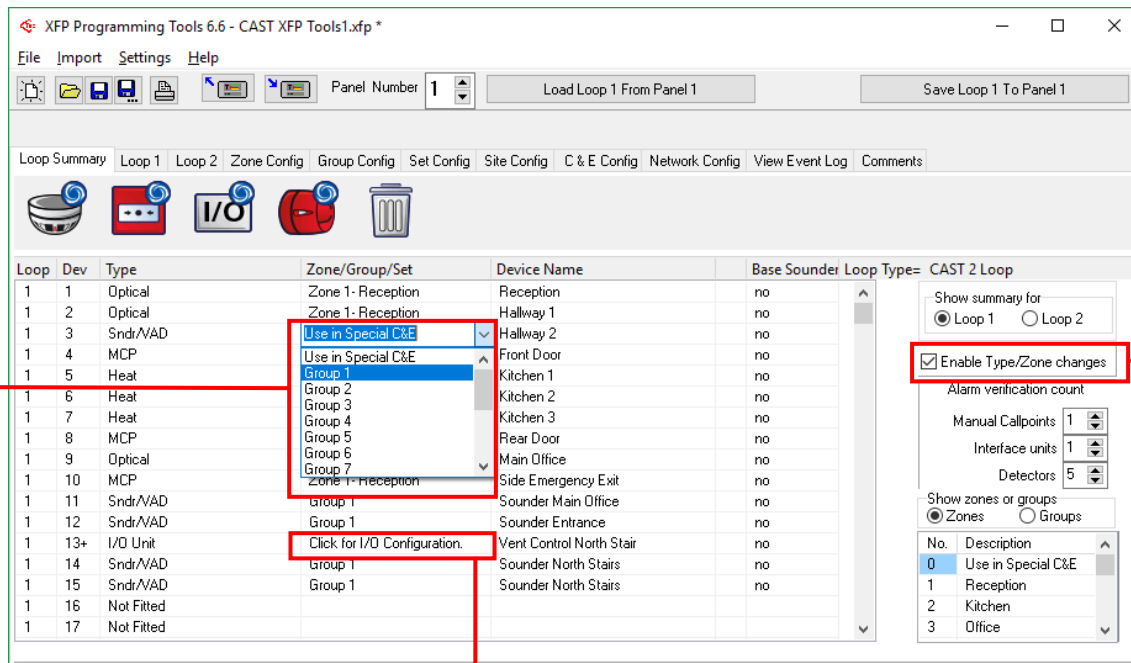 XFP Programming Tools 6.6 - CAST XFP Tools1.xfp *
File Import Settings Help
Panel Number 1 Load Loop 1 From Panel 1 Save Loop 1 To Panel 1
Loop Summary Loop 1 Loop 2 Zone Config Group Config Set Config Site Config C & E Config Network Config View Event Log Comments
I/O
Loop Dev Type Zone/Group/Set Device Name Base Sounder Loop Type= CAST 2 Loop
1 1 Optical Zone 1- Reception Reception no
1 2 Optical Zone 1- Reception Hallway 1 no
1 3 Sndr/VAD Use in Special C&E Hallway 2 no
1 4 MCP Use in Special C&E Front Door no
1 5 Heat Group 1 Kitchen 1 no
1 6 Heat Group 2 Kitchen 2 no
Group 3
1 7 Heat Group 4 Kitchen 3 no
1 8 MCP Group 5 Rear Door no
1 9 Optical Group 6 Main Office no
Group 7
1 10 MCP Zone 1- Reception Side Emergency Exit no
1 11 Sndr/VAD Group 1 Sounder Main Office no
1 12 Sndr/VAD Group 1 Sounder Entrance no
1 13+ I/O Unit Click for I/O Configuration. Vent Control North Stair no
1 14 Sndr/VAD Group 1 Sounder North Stairs no
1 15 Sndr/VAD Group 1 Sounder North Stairs no
1 16 Not Fitted
1 17 Not Fitted
Show summary for
Loop 1 Loop 2
Enable Type/Zone changes
Alarm verification count
Manual Callpoints 1
Interface units 1
Detectors 5
Show zones or groups
Zones Groups
No. Description
0 Use in Special C&E
1 Reception
2 Kitchen
3 Office